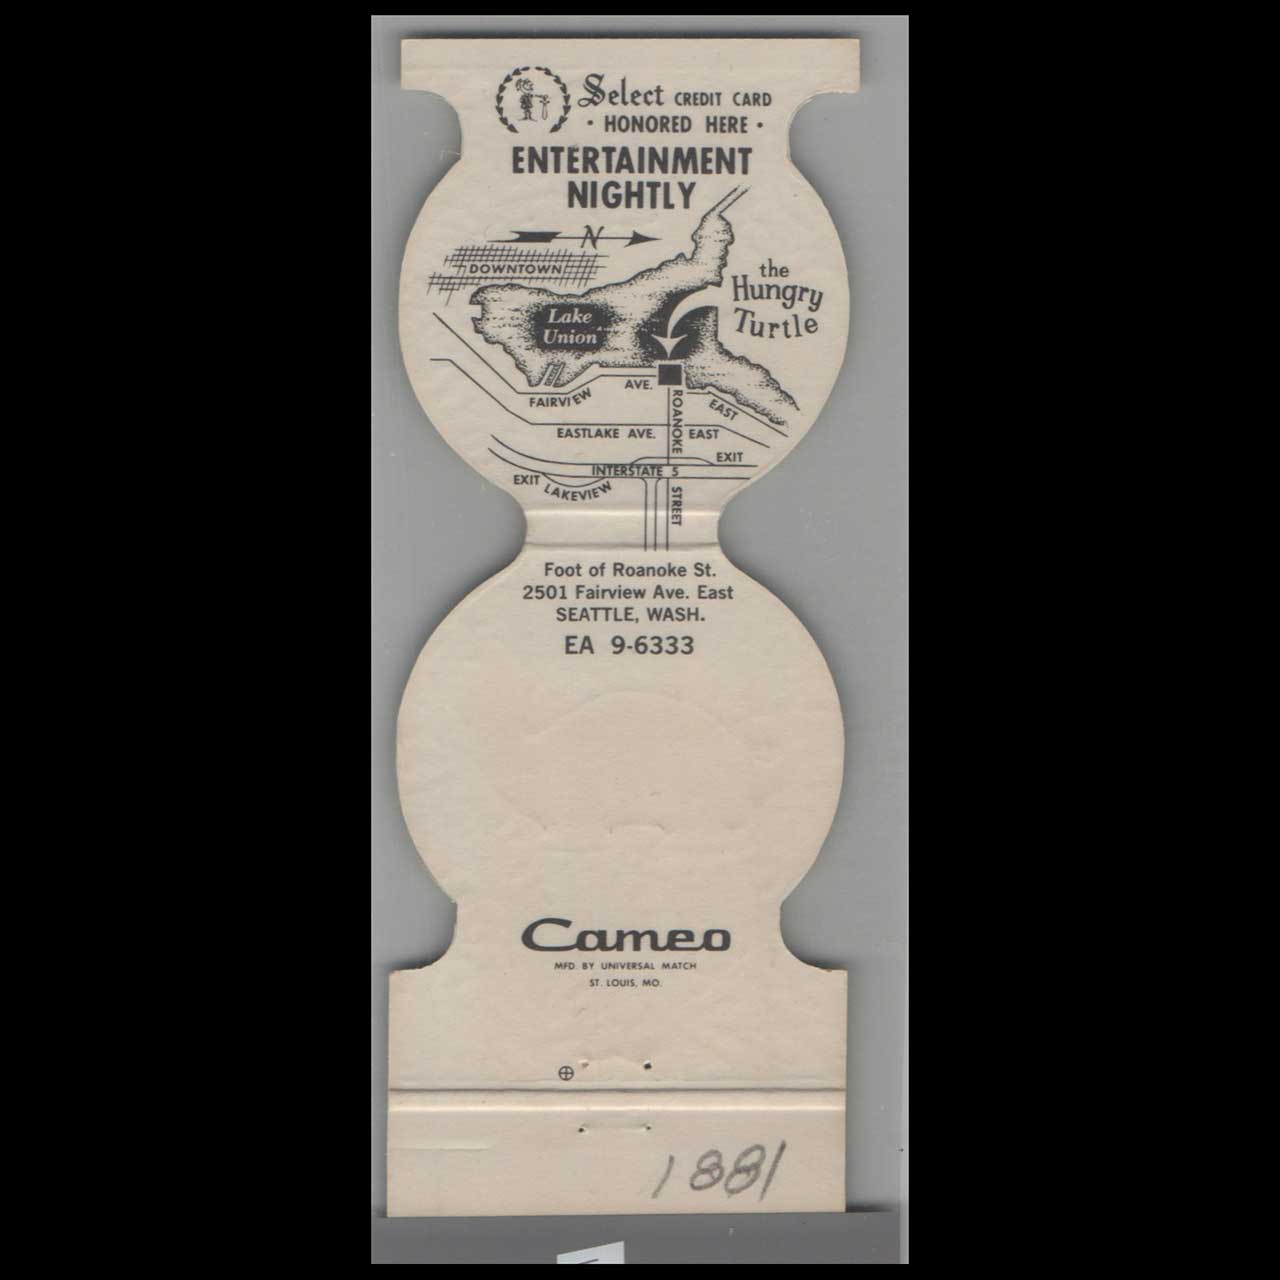 Select CREDIT CARD
• HONORED HERE •
ENTERTAINMENT
NIGHTLY
N
DOWNTOWN
the
Hungry
Turtle
Lake
Union
AVE.
FAIRVIEW
EAST
ROANOKE
EASTLAKE AVE. EAST
EXIT
INTERSTATE 5
EXIT
LAKEVIEW
STREET
Foot of Roanoke St.
2501 Fairview Ave. East
SEATTLE, WASH.
EA 9-6333
Cameo
MFD. BY UNIVERSAL MATCH
ST. LOUIS, MO.
1881